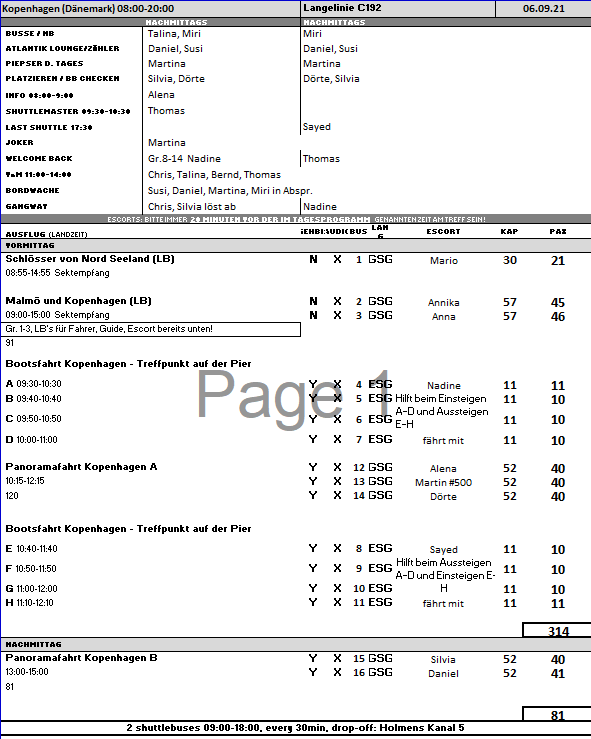 Kopenhagen (Dänemark) 08:00-20:00 Langelinie C192 06.09.21
NACHMITTAGS NACHMITTAGS
BUSSE / NB Talina, Miri Miri
ATLANTIK LOUNGE/ZÄHLER Daniel, Susi Daniel, Susi
PIEPSER D. TAGES Martina Martina
PLATZIEREN / BB CHECKEN Silvia, Dörte Dörte, Silvia
INFO 08:00-9:00 Alena
SHUTTLEMASTER 09:30-10:30 Thomas
LAST SHUTTLE 17:30 Sayed
JOKER Martina
WELCOME BACK Gr.8-14 Nadine Thomas
VaM 11:00-14:00 Chris, Talina, Bernd, Thomas
BORDWACHE Susi, Daniel, Martina, Miri in Abspr.
GANGWAY Chris, Silvia löst ab Nadine
ESCORTS: BITTE IMMER 20 MINUTEN VOR DER IM TAGESPROGRAMM GENANNTEN ZEIT AM TREFF SEIN!
AUSFLUG (LANDZEIT) BUS ESCORT KAP PAX
VORMITTAG
Schlösser von Nord Seeland (LB) N X 1 GSG Mario 30 21
08:55-14:55 Sektempfang
Malmö und Kopenhagen (LB) N X 2 GSG Annika 57 45
09:00-15:00 Sektempfang N X 3 GSG Anna 57 46
Gr. 1-3, LB's für Fahrer, Guide, Escort bereits unten!
91
Bootsfahrt Kopenhagen - Treffpunkt auf der Pier
A 09:30-10:30 Y X 4 ESG Nadine 11 11
B 09:40-10:40 Y X 5 ESG Hilft beim Einsteigen 11 10
C 09:50-10:50 Y X 6 ESG A-D und Aussteigen E-H 11 10
D 10:00-11:00 Y X 7 ESG fährt mit 11 10
Page 1
Panoramafahrt Kopenhagen A Y X 12 GSG Alena 52 40
10:15-12:15 Y X 13 GSG Martin #500 52 40
120 Y X 14 GSG Dörte 52 40
Bootsfahrt Kopenhagen - Treffpunkt auf der Pier
E 10:40-11:40 Y X 8 ESG Sayed 11 10
F 10:50-11:50 Y X 9 ESG Hilft beim Aussteigen 11 10
G 11:00-12:00 Y X 10 ESG A-D und Einsteigen E-H 11 10
H 11:10-12:10 Y X 11 ESG fährt mit 11 11
314
NACHMITTAG
Panoramafahrt Kopenhagen B Y X 15 GSG Silvia 52 40
13:00-15:00 Y X 16 GSG Daniel 52 41
81
81
2 shuttlebuses 09:00-18:00, every 30min, drop-off: Holmens Kanal 5